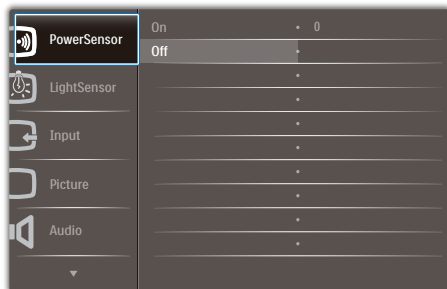 PowerSensor
On • 0
Off •
LightSensor
Input
Picture
Audio